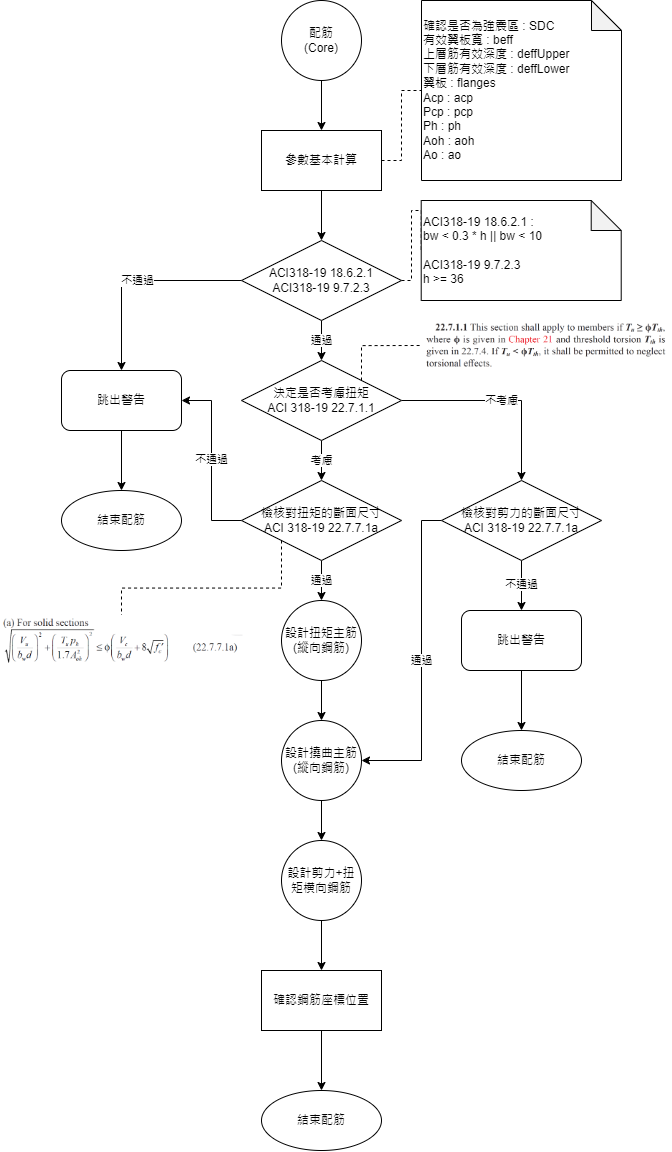 配筋
(Core)
確認是否為強震區 : SDC
有效翼板寬 : beff
上層筋有效深度 : deffUpper
下層筋有效深度 : deffLower
翼板 : flanges
Acp : acp
Pcp : pcp
Ph : ph
Aoh : aoh
Ao : ao
參數基本計算
ACI318-19 18.6.2.1 :
bw < 0.3 * h || bw < 10
ACI318-19 9.7.2.3
h >= 36
ACI318-19 18.6.2.1
ACI318-19 9.7.2.3
不通過
通過
22.7.1.1 This section shall apply to members if Tu ≥ ϕTth,
where ϕ is given in Chapter 21 and threshold torsion Tth is
given in 22.7.4. If Tu < ϕTth, it shall be permitted to neglect
torsional effects.
跳出警告
決定是否考慮扭矩
ACI 318-19 22.7.1.1
不考慮
不通過
考慮
結束配筋
檢核對扭矩的斷面尺寸
ACI 318-19 22.7.7.1a
檢核對剪力的斷面尺寸
ACI 318-19 22.7.7.1a
通過
不通過
(a) For solid sections
√((Vu/(bwd))² + (Tuph/(1.7A²oh))²) ≤ ϕ(Vc/(bwd) + 8√fc′) (22.7.7.1a)
設計扭矩主筋
(縱向鋼筋)
跳出警告
通過
設計撓曲主筋
(縱向鋼筋)
結束配筋
設計剪力+扭
矩橫向鋼筋
確認鋼筋座標位置
結束配筋